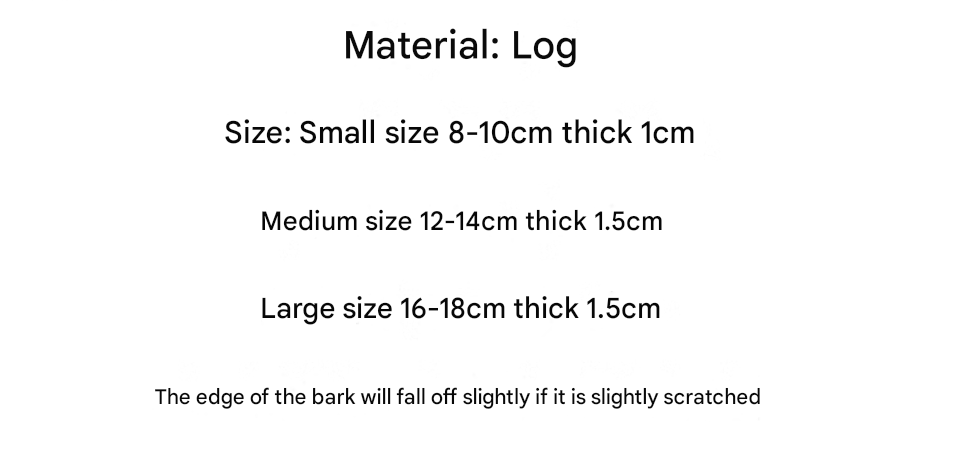 Material: Log
Size: Small size 8-10cm thick 1cm
Medium size 12-14cm thick 1.5cm
Large size 16-18cm thick 1.5cm
The edge of the bark will fall off slightly if it is slightly scratched